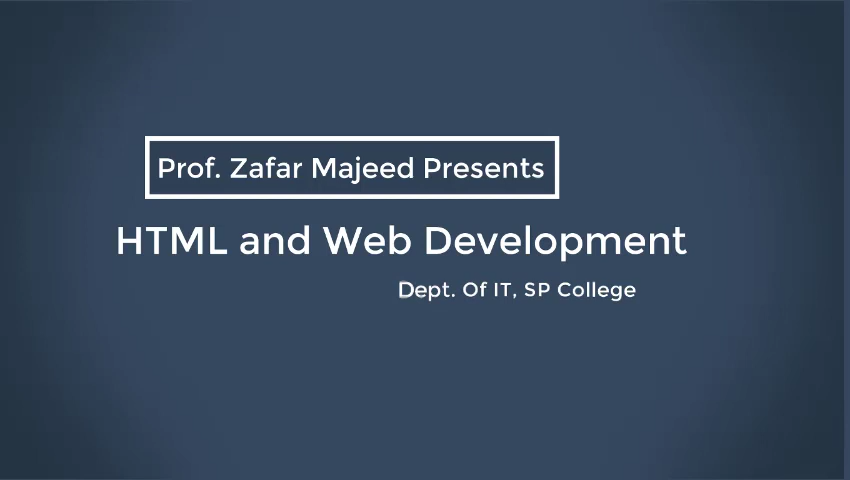 Prof. Zafar Majeed Presents
HTML and Web Development
Dept. Of IT, SP College